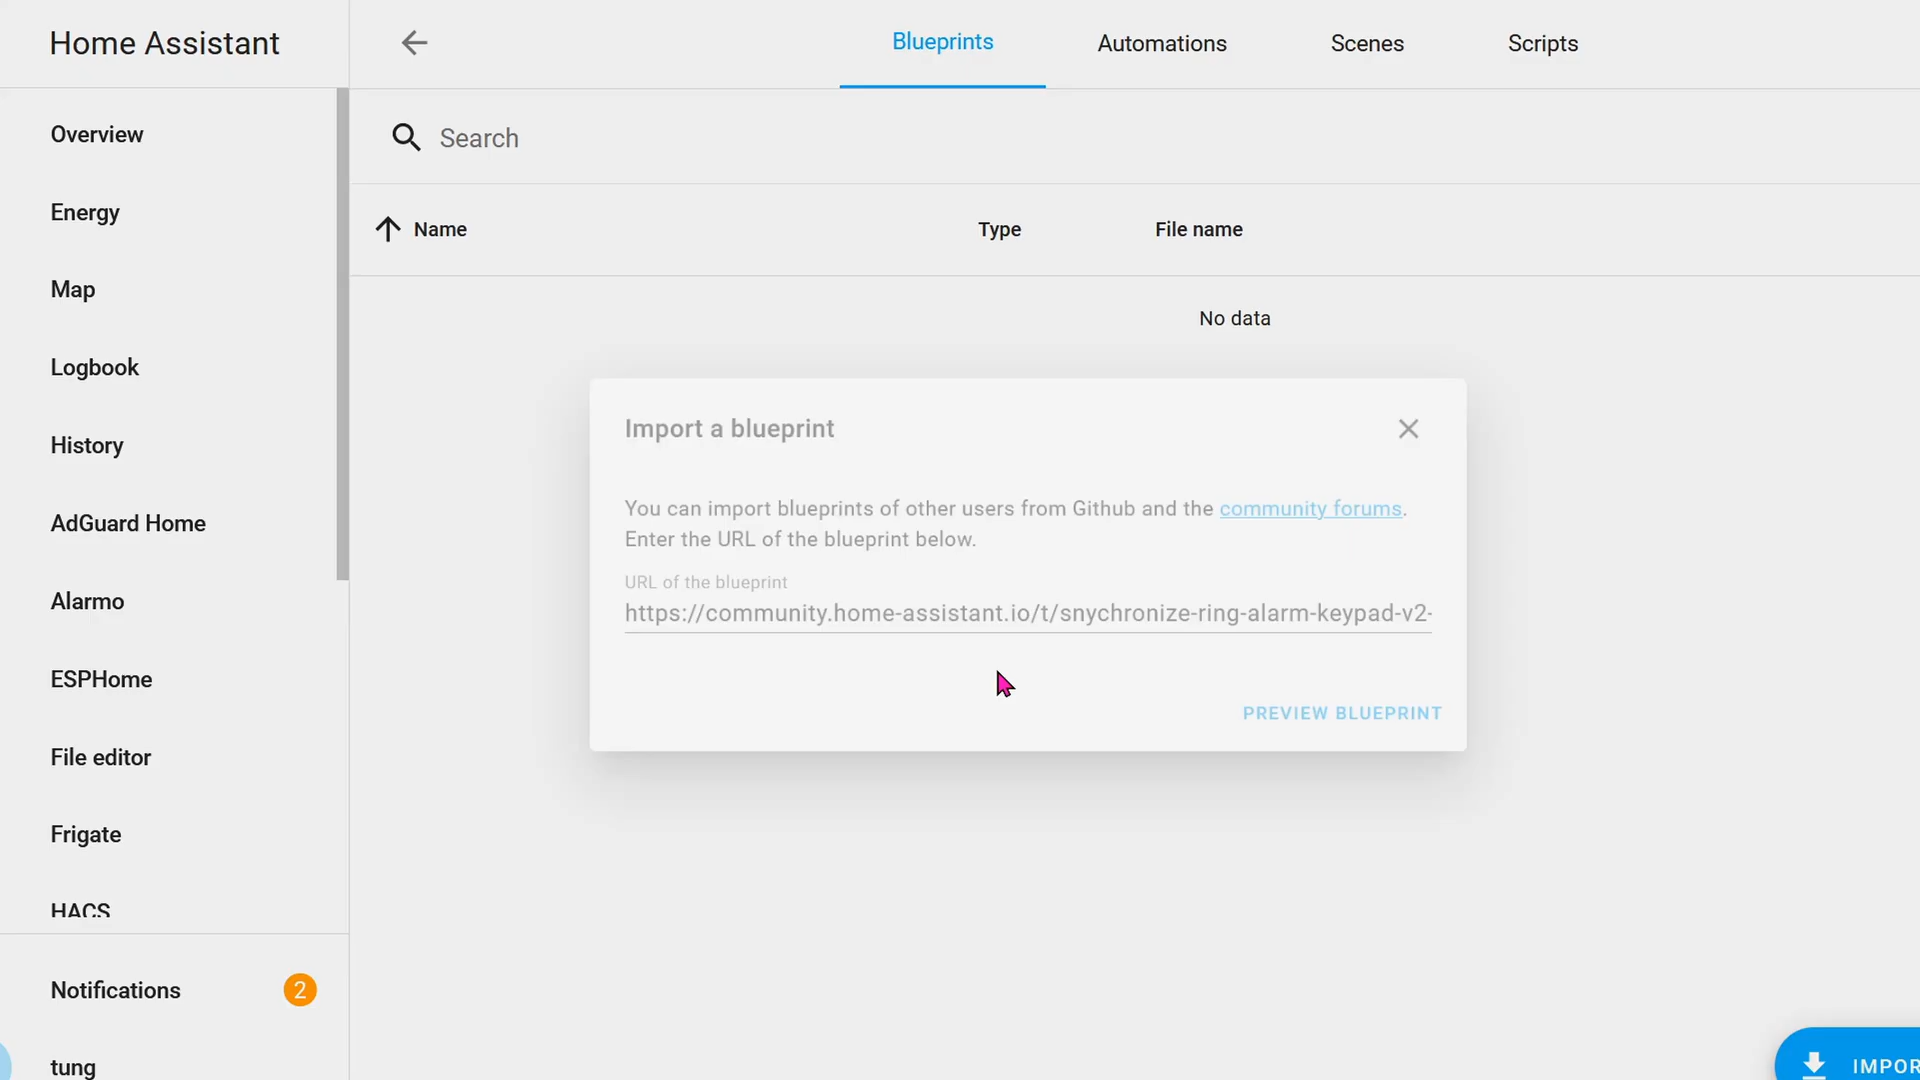 Home Assistant
Blueprints
Automations
Scenes
Scripts
Overview
Energy
Map
Logbook
History
AdGuard Home
Alarmo
ESPHome
File editor
Frigate
HACS
Notifications
2
tung
Search
Name
Type
File name
No data
Import a blueprint
You can import blueprints of other users from Github and the community forums.
Enter the URL of the blueprint below.
URL of the blueprint
https://community.home-assistant.io/t/snychronize-ring-alarm-keypad-v2-
PREVIEW BLUEPRINT
IMPOR